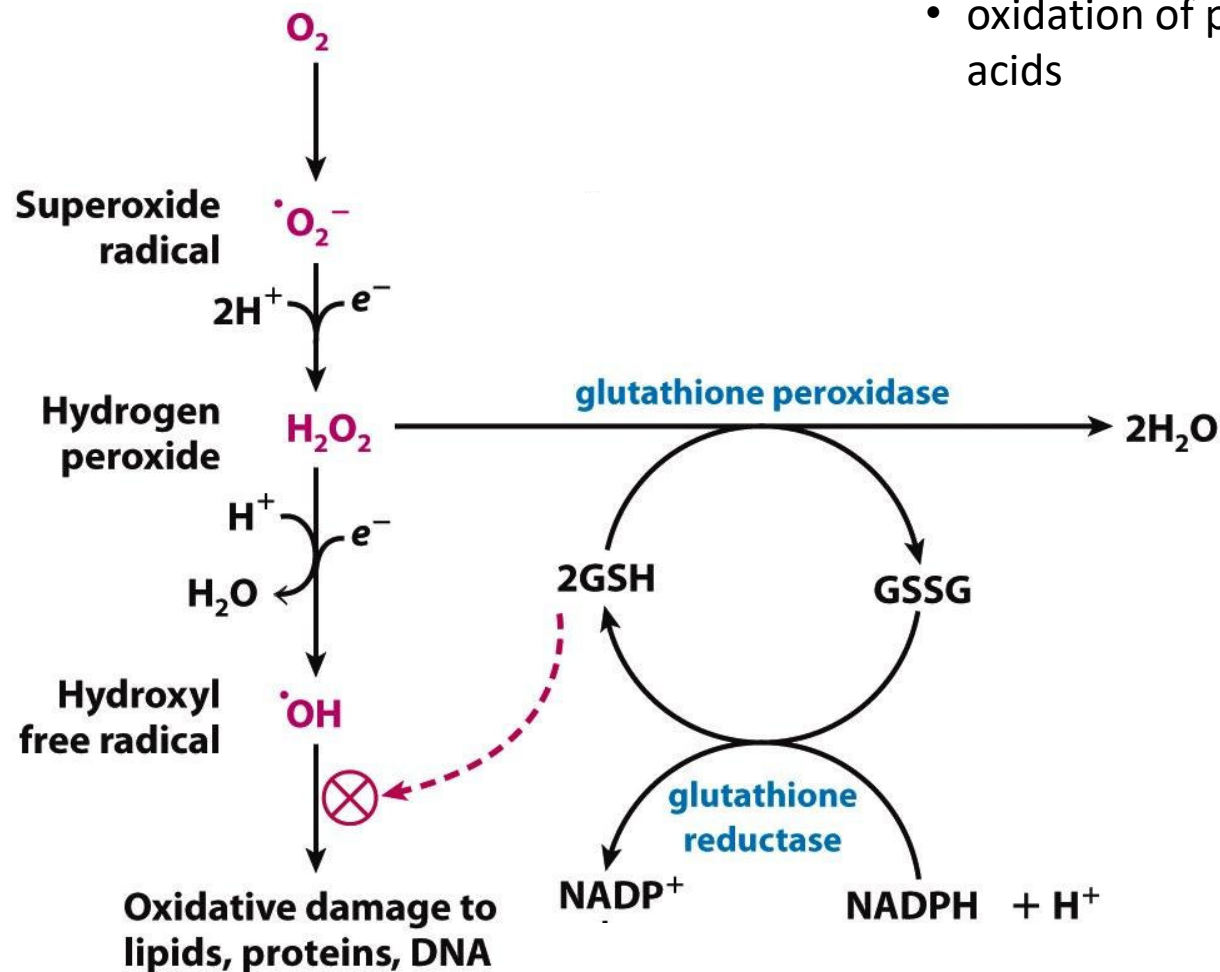 • oxidation of p
acids
O₂
Superoxide
radical
˙O₂⁻
2H⁺
e⁻
Hydrogen
peroxide
H₂O₂
glutathione peroxidase
2H₂O
H⁺
e⁻
H₂O
2GSH
GSSG
Hydroxyl
free radical
˙OH
glutathione
reductase
NADP⁺
NADPH + H⁺
Oxidative damage to
lipids, proteins, DNA